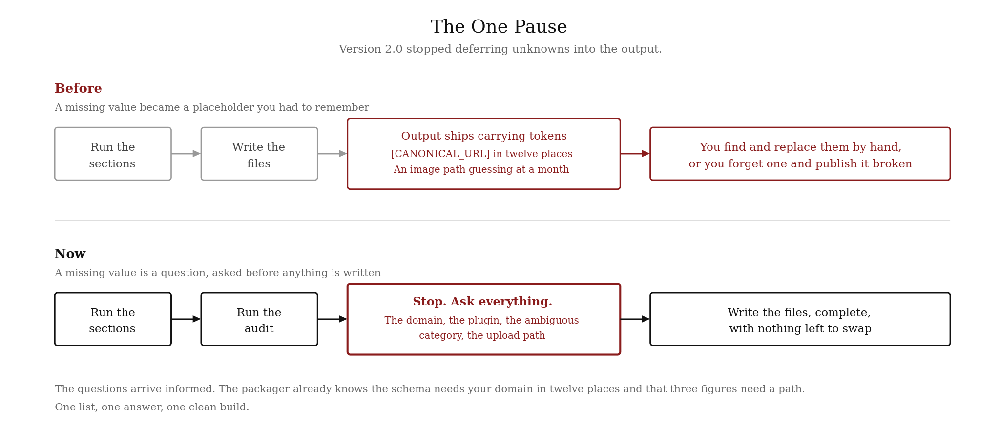 The One Pause
Version 2.0 stopped deferring unknowns into the output.
Before
A missing value became a placeholder you had to remember
Run the
sections
Write the
files
Output ships carrying tokens
[CANONICAL_URL] in twelve places
An image path guessing at a month
You find and replace them by hand,
or you forget one and publish it broken
Now
A missing value is a question, asked before anything is written
Run the
sections
Run the
audit
Stop. Ask everything.
The domain, the plugin, the ambiguous
category, the upload path
Write the files, complete,
with nothing left to swap
The questions arrive informed. The packager already knows the schema needs your domain in twelve places and that three figures need a path.
One list, one answer, one clean build.